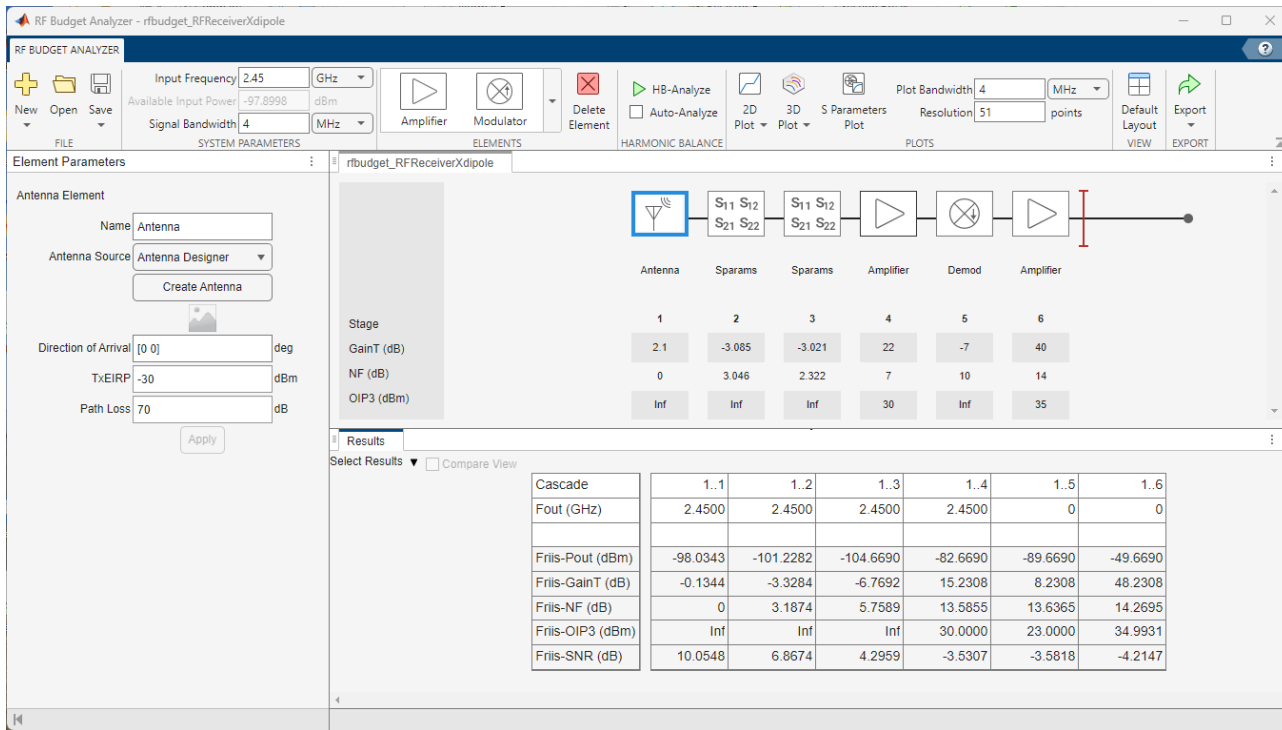 RF Budget Analyzer - rfbudget_RFReceiverXdipole
RF BUDGET ANALYZER
?
New
Open
Save
FILE
Input Frequency 2.45 GHz
Available Input Power -97.8998 dBm
Signal Bandwidth 4 MHz
SYSTEM PARAMETERS
Amplifier
Modulator
Delete Element
ELEMENTS
HB-Analyze
Auto-Analyze
HARMONIC BALANCE
2D Plot
3D Plot
S Parameters Plot
Plot Bandwidth 4 MHz
Resolution 51 points
PLOTS
Default Layout
VIEW
Export
EXPORT
Element Parameters
Antenna Element
Name Antenna
Antenna Source Antenna Designer
Create Antenna
Direction of Arrival [0 0] deg
TxEIRP -30 dBm
Path Loss 70 dB
Apply
rfbudget_RFReceiverXdipole
S11 S12 S11 S12
S21 S22 S21 S22
Antenna Sparams Sparams Amplifier Demod Amplifier
Stage 1 2 3 4 5 6
GainT (dB) 2.1 -3.085 -3.021 22 -7 40
NF (dB) 0 3.046 2.322 7 10 14
OIP3 (dBm) Inf Inf Inf 30 Inf 35
Results
Select Results ▼ Compare View
Cascade 1..1 1..2 1..3 1..4 1..5 1..6
Fout (GHz) 2.4500 2.4500 2.4500 2.4500 0 0
Friis-Pout (dBm) -98.0343 -101.2282 -104.6690 -82.6690 -89.6690 -49.6690
Friis-GainT (dB) -0.1344 -3.3284 -6.7692 15.2308 8.2308 48.2308
Friis-NF (dB) 0 3.1874 5.7589 13.5855 13.6365 14.2695
Friis-OIP3 (dBm) Inf Inf Inf 30.0000 23.0000 34.9931
Friis-SNR (dB) 10.0548 6.8674 4.2959 -3.5307 -3.5818 -4.2147